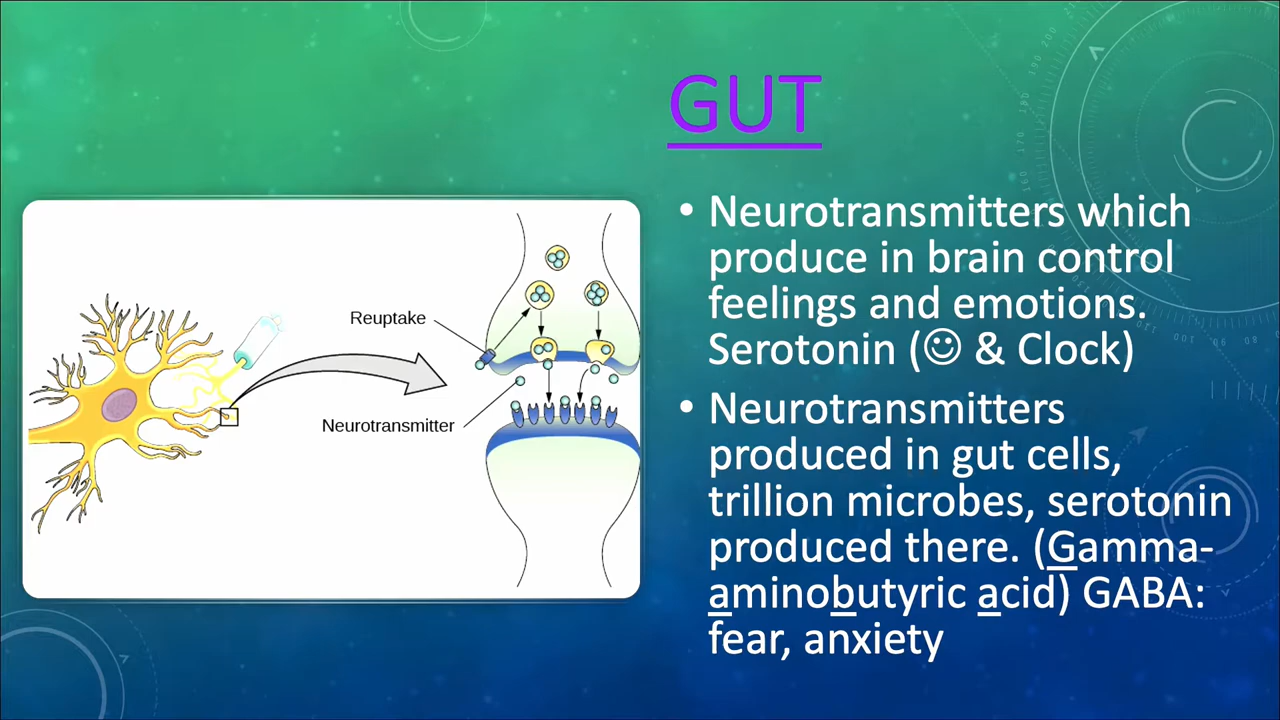 GUT
• Neurotransmitters which
produce in brain control
feelings and emotions.
Serotonin (☺ & Clock)
• Neurotransmitters
produced in gut cells,
trillion microbes, serotonin
produced there. (Gamma-
aminobutyric acid) GABA:
fear, anxiety
Reuptake
Neurotransmitter